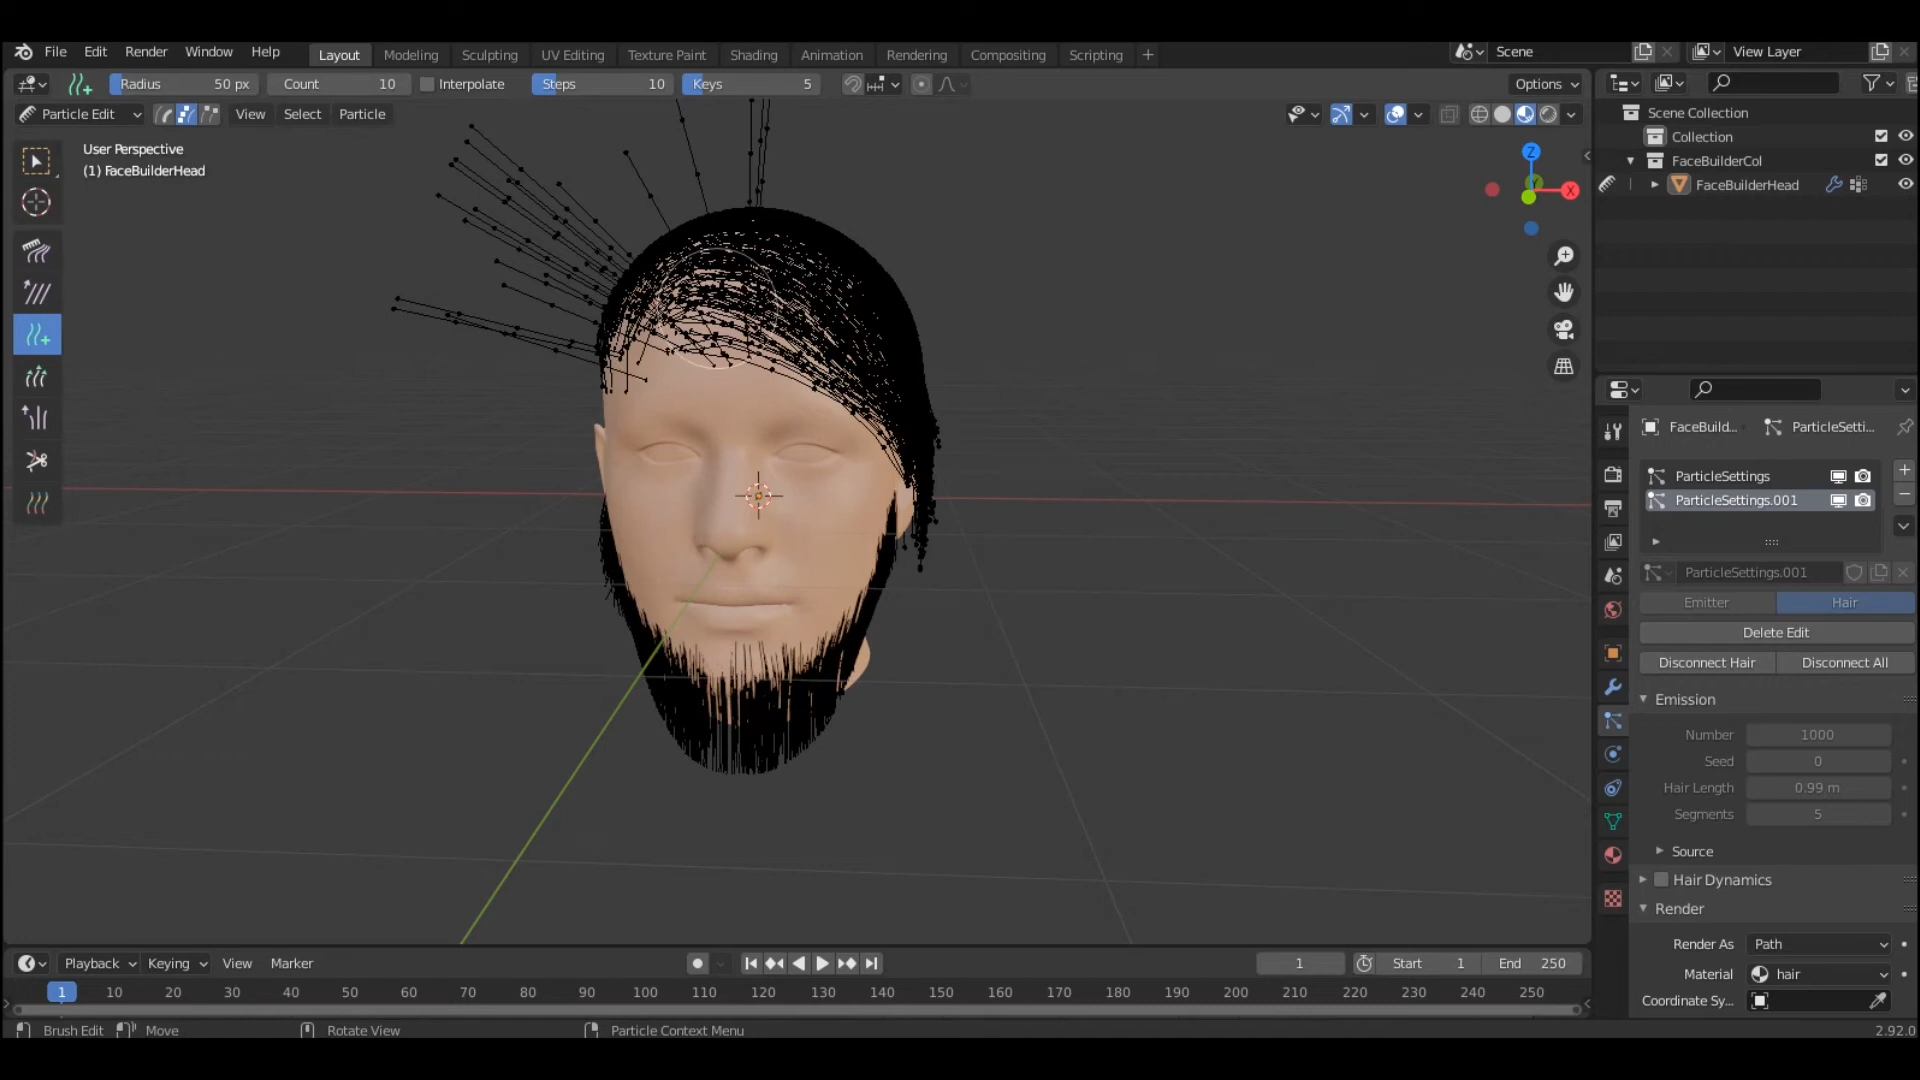 File Edit Render Window Help Layout Modeling Sculpting UV Editing Texture Paint Shading Animation Rendering Compositing Scripting + Scene View Layer
Radius 50 px Count 10 Interpolate Steps 10 Keys 5 Options
Particle Edit View Select Particle
User Perspective
(1) FaceBuilderHead
Z
X
Scene Collection
Collection
FaceBuilderCol
FaceBuilderHead
FaceBuild... ParticleSetti...
ParticleSettings
ParticleSettings.001
ParticleSettings.001
Emitter Hair
Delete Edit
Disconnect Hair Disconnect All
Emission
Number 1000
Seed 0
Hair Length 0.99 m
Segments 5
Source
Hair Dynamics
Render
Render As Path
Material hair
Coordinate Sy...
Playback Keying View Marker 1 Start 1 End 250
1 10 20 30 40 50 60 70 80 90 100 110 120 130 140 150 160 170 180 190 200 210 220 230 240 250
Brush Edit Move Rotate View Particle Context Menu 2.92.0